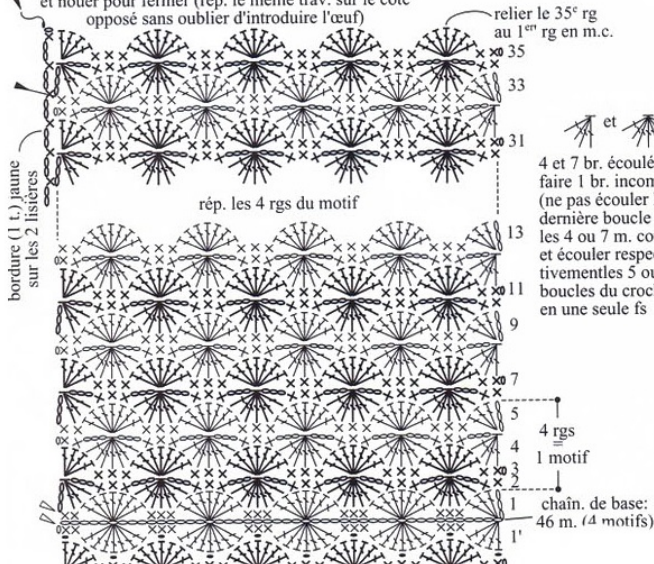 et nouer pour fermer (rép. le même trav. sur le côté
opposé sans oublier d'introduire l'œuf)
relier le 35e rg
au 1er rg en m.c.
35
33
31
bordure (1 t.) jaune
sur les 2 lisières
et
4 et 7 br. écoulé
faire 1 br. incom
(ne pas écouler
dernière boucle
les 4 ou 7 m. co
et écouler respec
tivementles 5 ou
boucles du croc
en une seule fs
rép. les 4 rgs du motif
13
11
9
7
5
4
3
2
1
1'
4 rgs
=
1 motif
chaîn. de base:
46 m. (4 motifs)